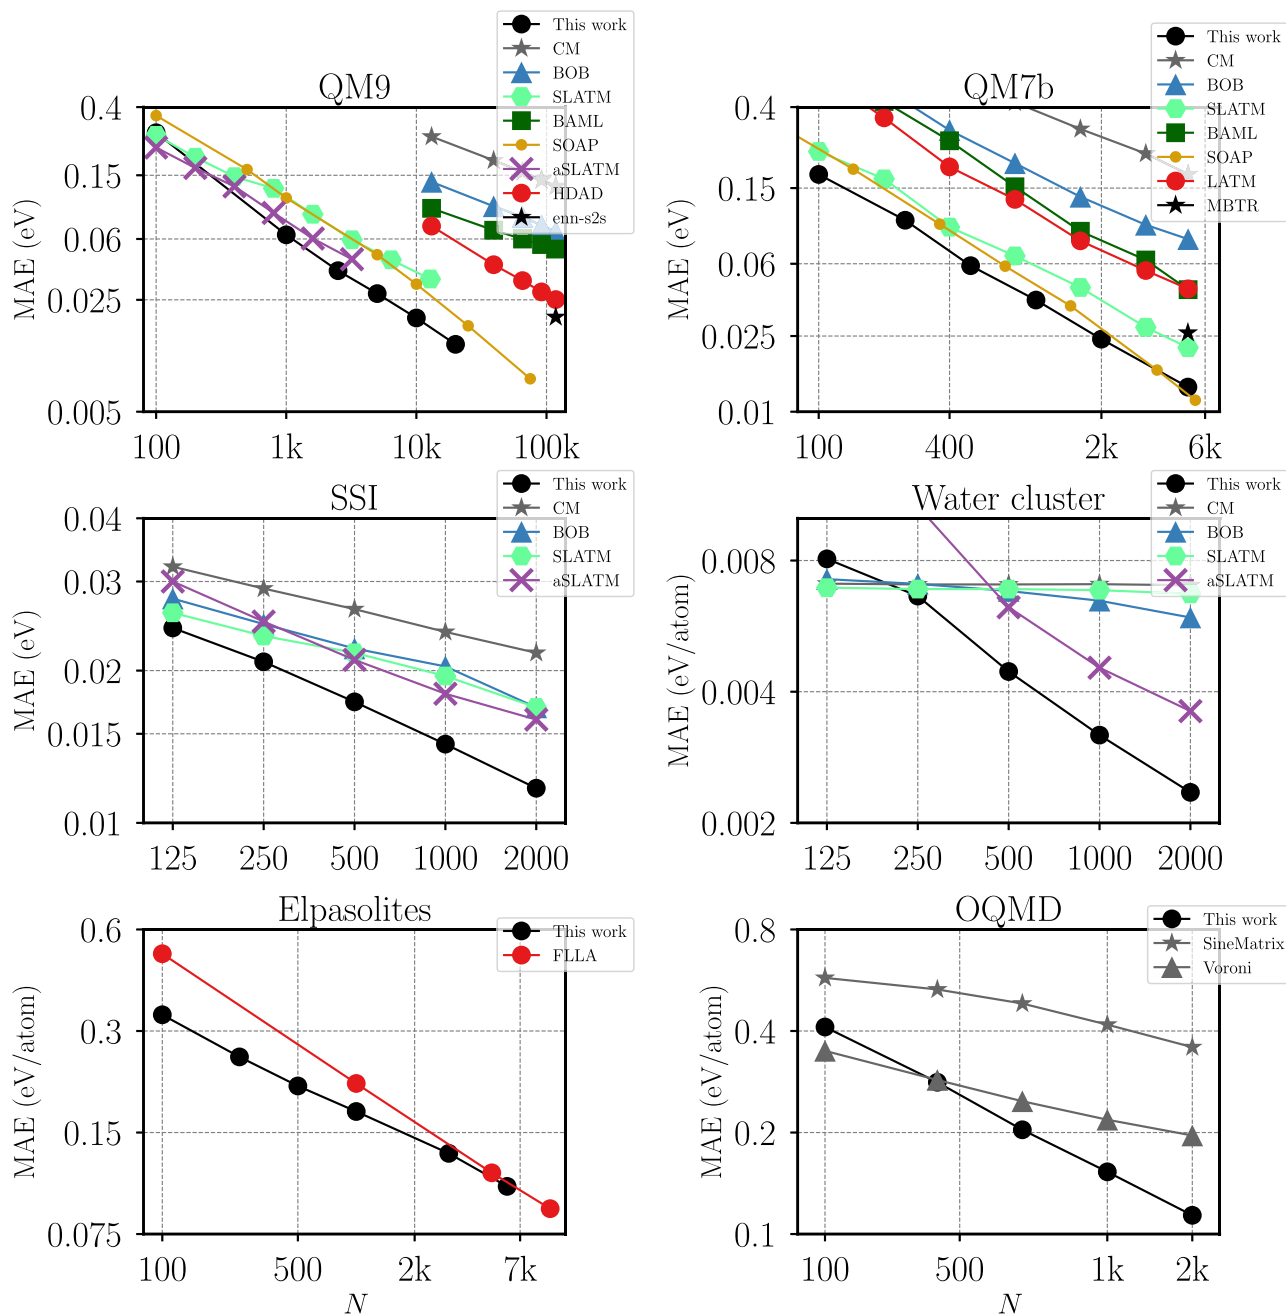 QM9
MAE (eV)
0.4
0.15
0.06
0.025
0.005
100
1k
10k
100k
This work
CM
BOB
SLATM
BAML
SOAP
aSLATM
HDAD
enn-s2s
QM7b
MAE (eV)
0.4
0.15
0.06
0.025
0.01
100
400
2k
6k
This work
CM
BOB
SLATM
BAML
SOAP
LATM
MBTR
SSI
MAE (eV)
0.04
0.03
0.02
0.015
0.01
125
250
500
1000
2000
This work
CM
BOB
SLATM
aSLATM
Water cluster
MAE (eV/atom)
0.008
0.004
0.002
125
250
500
1000
2000
This work
CM
BOB
SLATM
aSLATM
Elpasolites
MAE (eV/atom)
0.6
0.3
0.15
0.075
100
500
2k
7k
N
This work
FLLA
OQMD
MAE (eV/atom)
0.8
0.4
0.2
0.1
100
500
1k
2k
N
This work
SineMatrix
Voroni